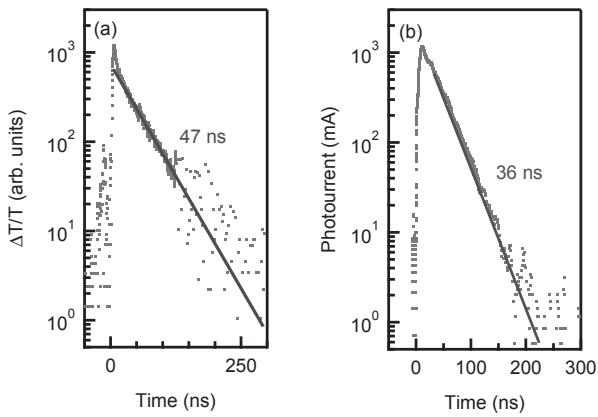 (a)
(b)
ΔT/T (arb. units)
10³
10²
10¹
10⁰
47 ns
0
250
Time (ns)
Photourrent (mA)
10³
10²
10¹
10⁰
36 ns
0
100
200
300
Time (ns)